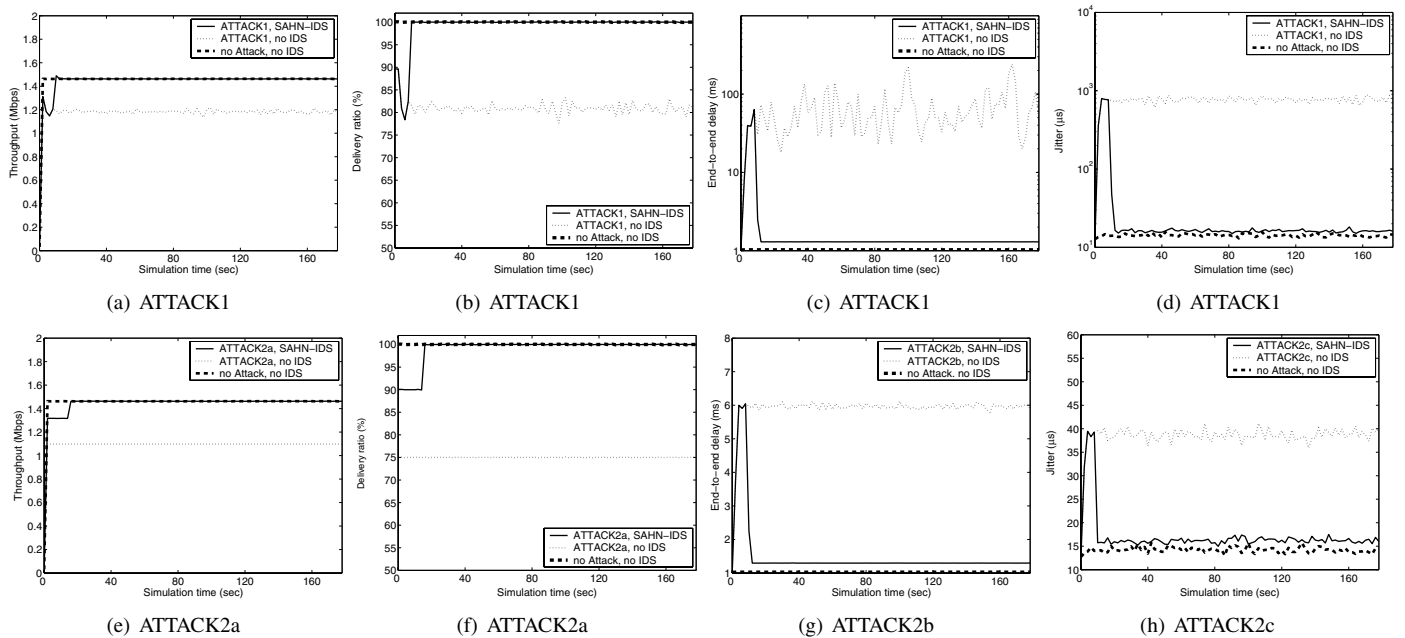 2
1.8
1.6
1.4
1.2
1
0.8
0.6
0.4
0.2
0
Throughput (Mbps)
ATTACK1, SAHN−IDS
ATTACK1, no IDS
no Attack, no IDS
0 40 80 120 160
Simulation time (sec)
(a) ATTACK1
100
95
90
85
80
75
70
65
60
55
50
Delivery ratio (%)
ATTACK1, SAHN−IDS
ATTACK1, no IDS
no Attack, no IDS
0 40 80 120 160
Simulation time (sec)
(b) ATTACK1
100
10
1
End−to−end delay (ms)
ATTACK1, SAHN−IDS
ATTACK1, no IDS
no Attack, no IDS
0 40 80 120 160
Simulation time (sec)
(c) ATTACK1
10^4
10^3
10^2
10^1
Jitter (µs)
ATTACK1, SAHN−IDS
ATTACK1, no IDS
no Attack, no IDS
0 40 80 120 160
Simulation time (sec)
(d) ATTACK1
2
1.8
1.6
1.4
1.2
1
0.8
0.6
0.4
0.2
0
Throughput (Mbps)
ATTACK2a, SAHN−IDS
ATTACK2a, no IDS
no Attack, no IDS
0 40 80 120 160
Simulation time (sec)
(e) ATTACK2a
100
95
90
85
80
75
70
65
60
55
50
Delivery ratio (%)
ATTACK2a, SAHN−IDS
ATTACK2a, no IDS
no Attack, no IDS
0 40 80 120 160
Simulation time (sec)
(f) ATTACK2a
8
7
6
5
4
3
2
1
End−to−end delay (ms)
ATTACK2b, SAHN−IDS
ATTACK2b, no IDS
no Attack. no IDS
0 40 80 120 160
Simulation time (sec)
(g) ATTACK2b
60
55
50
45
40
35
30
25
20
15
10
Jitter (µs)
ATTACK2c, SAHN−IDS
ATTACK2c, no IDS
no Attack, no IDS
0 40 80 120 160
Simulation time (sec)
(h) ATTACK2c